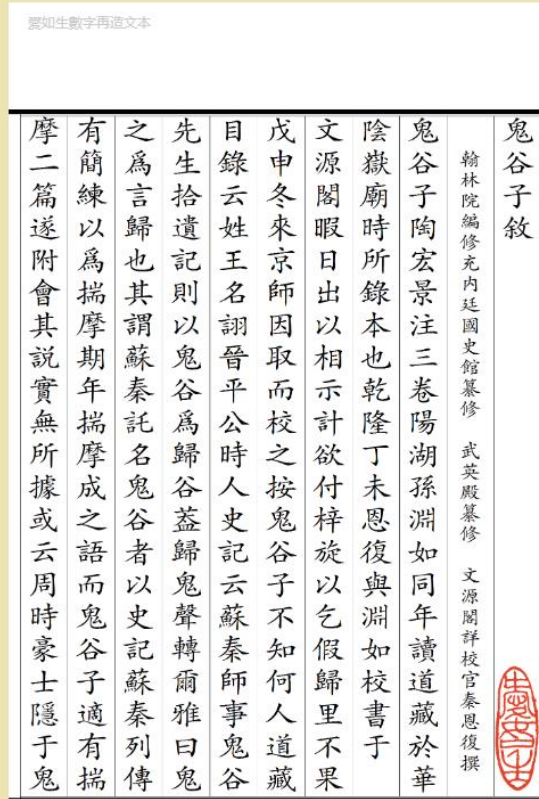 愛如生數字再造文本
鬼谷子敘
翰林院編修充内廷國史館纂修 武英殿纂修 文源閣詳校官秦恩復撰
鬼谷子陶宏景注三卷陽湖孫淵如同年讀道藏於華
陰嶽廟時所錄本也乾隆丁未恩復與淵如校書于
文源閣暇日出以相示計欲付梓旋以乞假歸里不果
戊申冬來京師因取而校之按鬼谷子不知何人道藏
目錄云姓王名詡晉平公時人史記云蘇秦師事鬼谷
先生拾遺記則以鬼谷爲歸谷葢歸鬼聲轉爾雅曰鬼
之爲言歸也其謂蘇秦託名鬼谷者以史記蘇秦列傳
有簡練以爲揣摩期年揣摩成之語而鬼谷子適有揣
摩二篇遂附會其説實無所據或云周時豪士隱于鬼